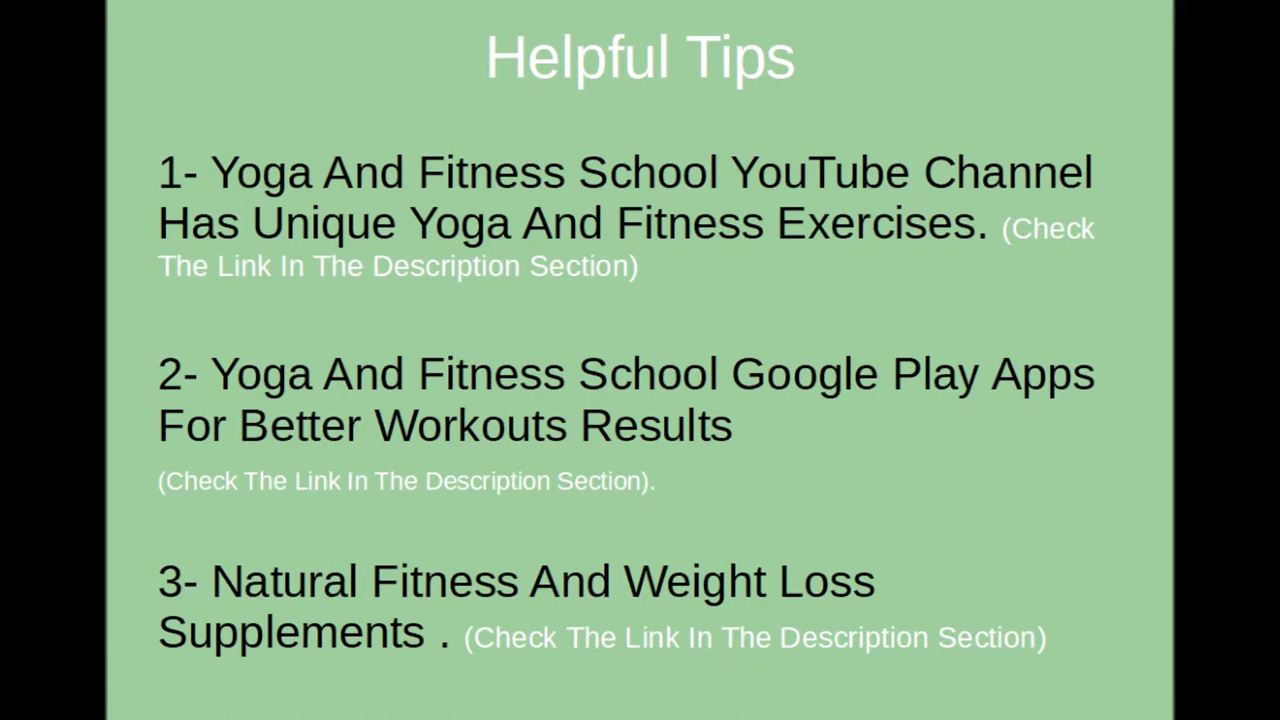 Helpful Tips
1- Yoga And Fitness School YouTube Channel
Has Unique Yoga And Fitness Exercises. (Check
The Link In The Description Section)
2- Yoga And Fitness School Google Play Apps
For Better Workouts Results
(Check The Link In The Description Section).
3- Natural Fitness And Weight Loss
Supplements . (Check The Link In The Description Section)